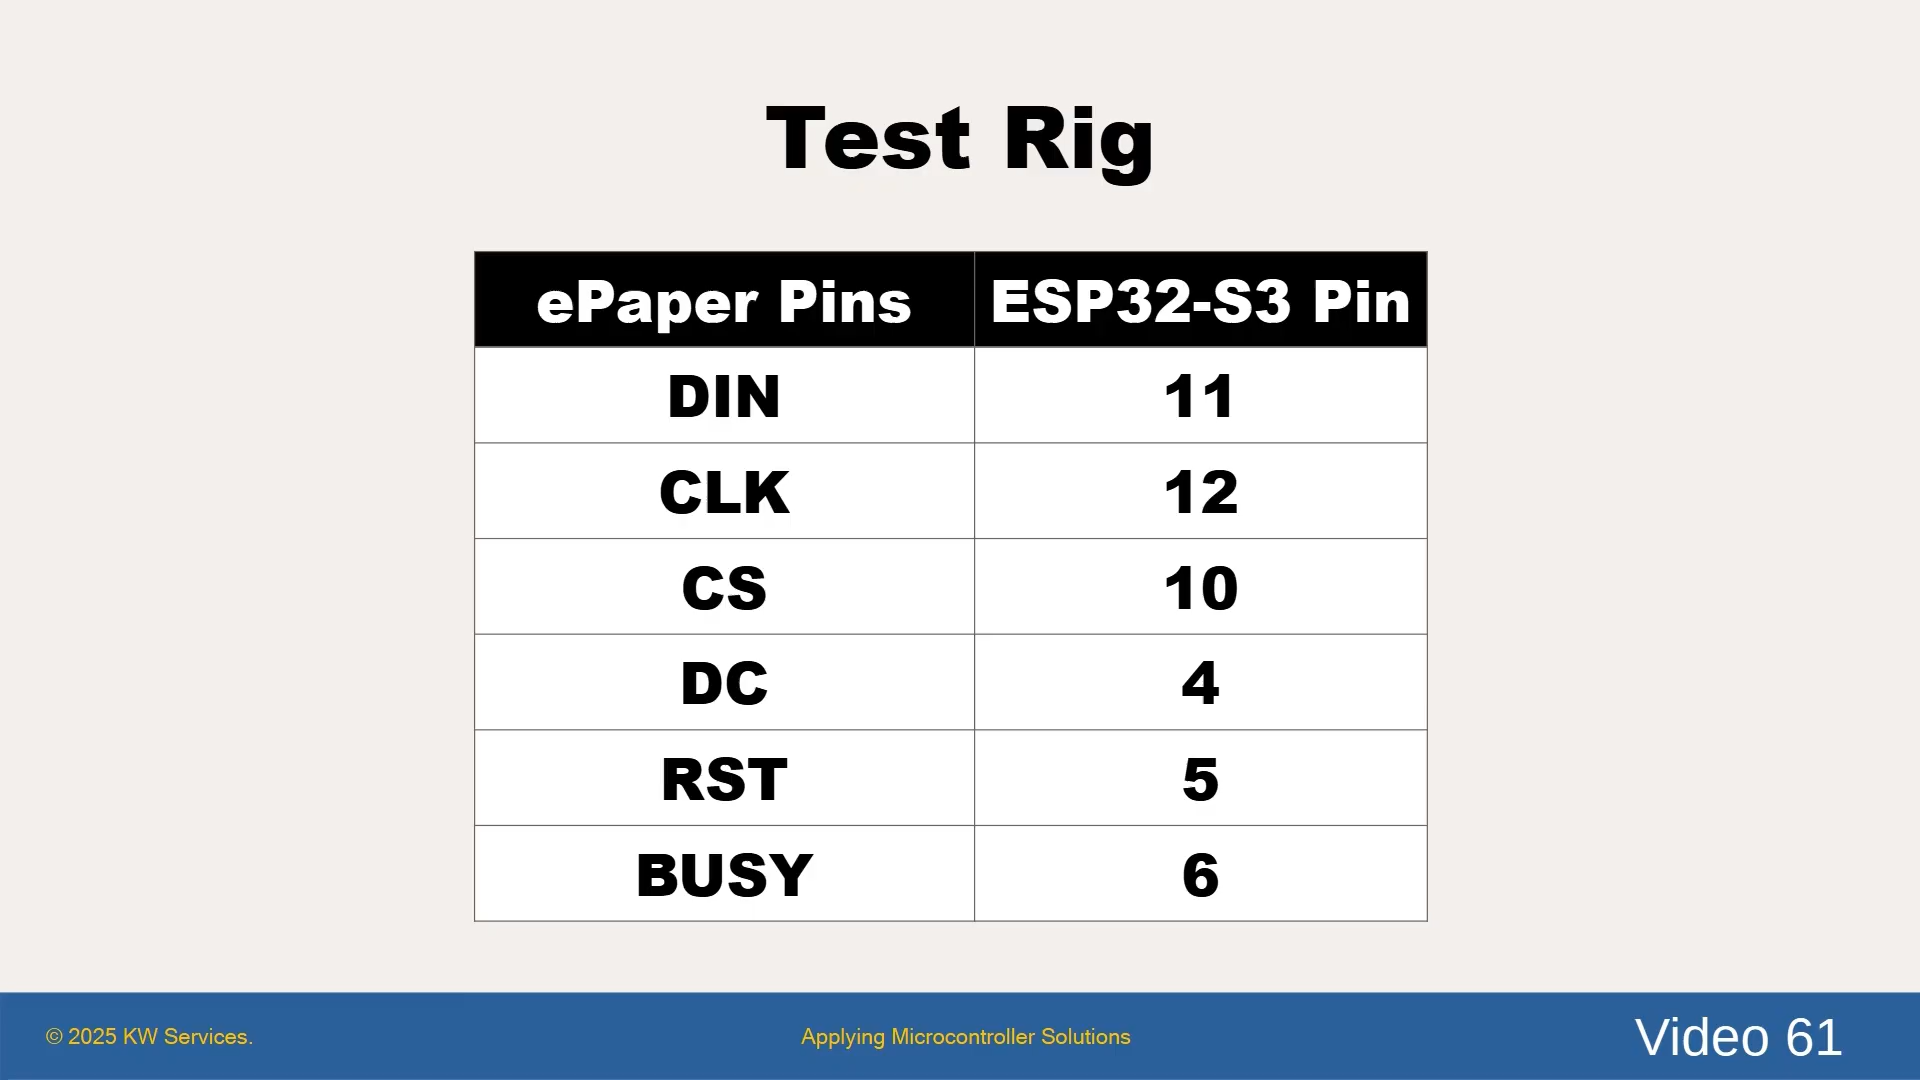 Test Rig
ePaper Pins ESP32-S3 Pin
DIN 11
CLK 12
CS 10
DC 4
RST 5
BUSY 6
© 2025 KW Services. Applying Microcontroller Solutions Video 61